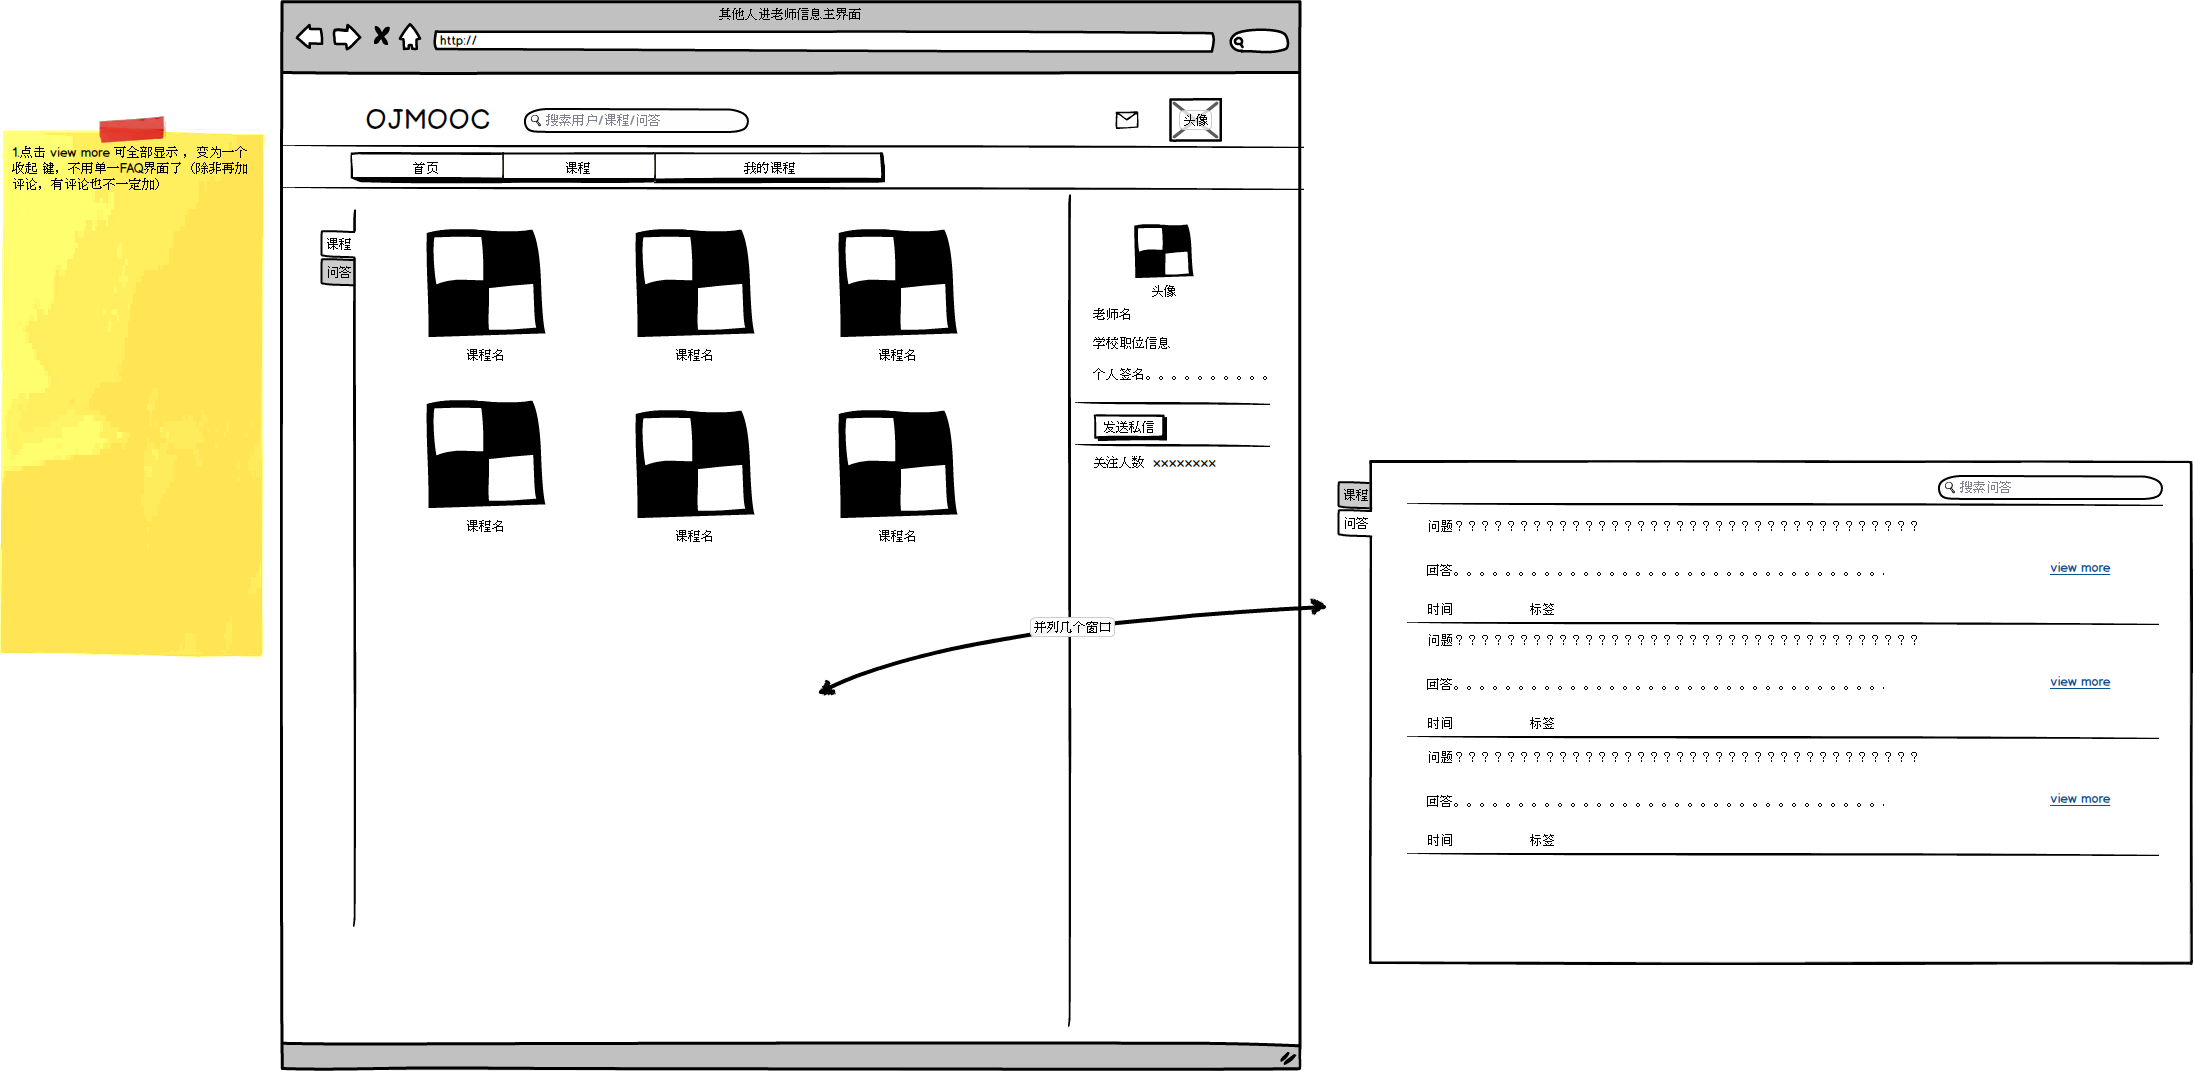 其他人进老师信息主界面
http://
1.点击 view more 可全部显示 ，变为一个
收起 键，不用单一FAQ界面了（除非再加
评论，有评论也不一定加）
OJMOOC
搜索用户/课程/问答
头像
首页
课程
我的课程
课程
问答
课程名
课程名
课程名
课程名
课程名
课程名
头像
老师名
学校职位信息
个人签名。。。。。。。。。。
发送私信
关注人数 xxxxxxxx
并列几个窗口
课程
问答
搜索问答
问题？？？？？？？？？？？？？？？？？？？？？？？？？？？？？？？？？？？？
回答。。。。。。。。。。。。。。。。。。。。。。。。。。。。。。。。。.
view more
时间 标签
问题？？？？？？？？？？？？？？？？？？？？？？？？？？？？？？？？？？？？
回答。。。。。。。。。。。。。。。。。。。。。。。。。。。。。。。。。.
view more
时间 标签
问题？？？？？？？？？？？？？？？？？？？？？？？？？？？？？？？？？？？？
回答。。。。。。。。。。。。。。。。。。。。。。。。。。。。。。。。。.
view more
时间 标签